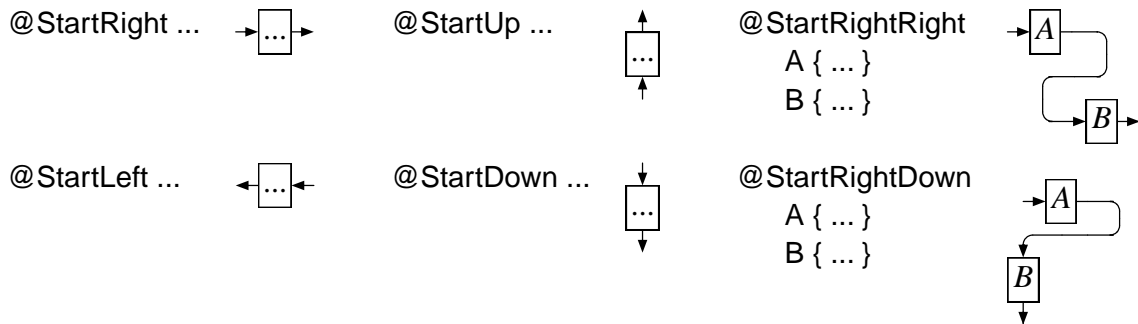 @StartRight ... ... @StartUp ... ... @StartRightRight A
A { ... }
B { ... } B
@StartLeft ... ... @StartDown ... ... @StartRightDown
A { ... } A
B { ... }
B